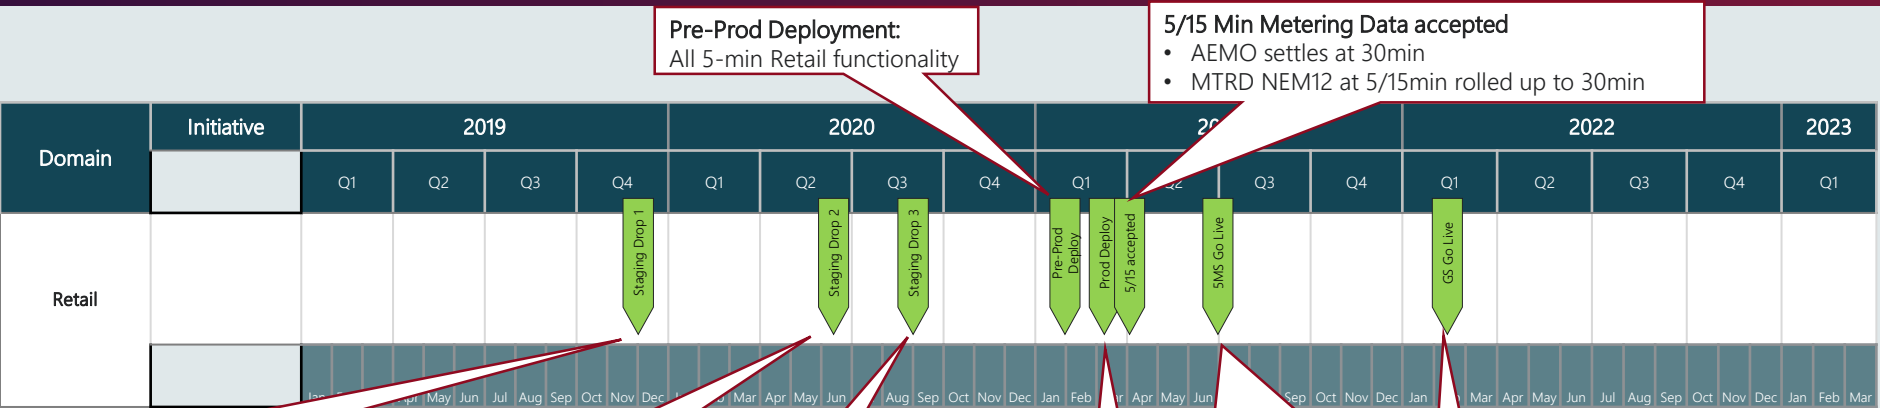 Pre-Prod Deployment:
All 5-min Retail functionality
5/15 Min Metering Data accepted
• AEMO settles at 30min
• MTRD NEM12 at 5/15min rolled up to 30min
Domain
Initiative
2019
2020
2022
2023
Q1 Q2 Q3 Q4 Q1 Q2 Q3 Q4 Q1 Q3 Q4 Q1 Q2 Q3 Q4 Q1
Retail
Staging Drop 1
Staging Drop 2
Staging Drop 3
Pre-Prod
Deploy
Prod Deploy
5/15 accepted
5MS Go Live
GS Go Live
May Jun Jul Aug Sep Oct Nov Dec Mar Apr May Jun Aug Sep Oct Nov Dec Jan Feb Apr May Jun Sep Oct Nov Dec Jan Mar Apr May Jun Jul Aug Sep Oct Nov Dec Jan Feb Mar